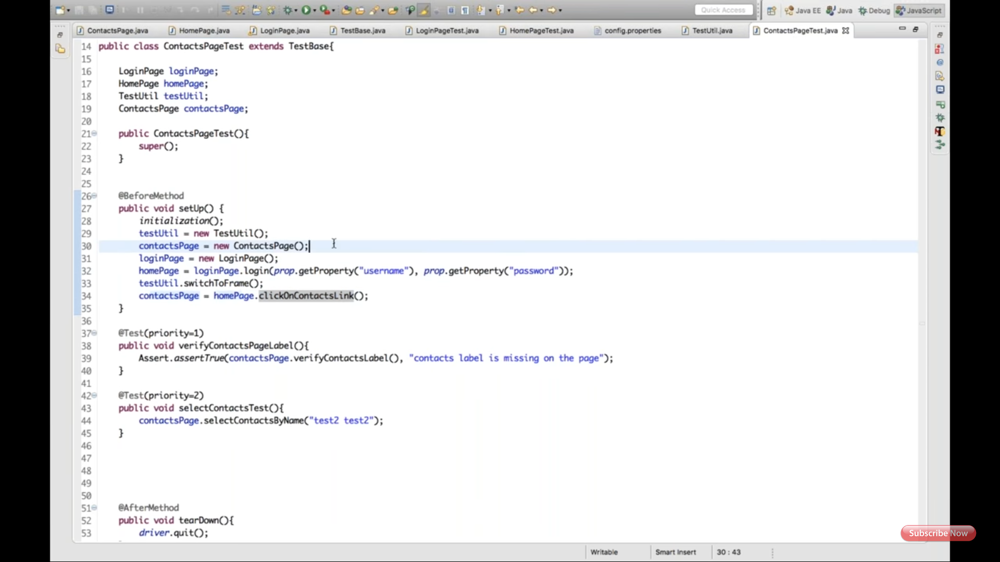 Quick Access Java EE Java Debug JavaScript
ContactsPage.java HomePage.java LoginPage.java TestBase.java LoginPageTest.java HomePageTest.java config.properties TestUtil.java ContactsPageTest.java
14 public class ContactsPageTest extends TestBase{
15
16 LoginPage loginPage;
17 HomePage homePage;
18 TestUtil testUtil;
19 ContactsPage contactsPage;
20
21 public ContactsPageTest(){
22 super();
23 }
24
25
26 @BeforeMethod
27 public void setUp() {
28 initialization();
29 testUtil = new TestUtil();
30 contactsPage = new ContactsPage();
31 loginPage = new LoginPage();
32 homePage = loginPage.login(prop.getProperty("username"), prop.getProperty("password"));
33 testUtil.switchToFrame();
34 contactsPage = homePage.clickOnContactsLink();
35 }
36
37 @Test(priority=1)
38 public void verifyContactsPageLabel(){
39 Assert.assertTrue(contactsPage.verifyContactsLabel(), "contacts label is missing on the page");
40 }
41
42 @Test(priority=2)
43 public void selectContactsTest(){
44 contactsPage.selectContactsByName("test2 test2");
45 }
46
47
48
49
50
51 @AfterMethod
52 public void tearDown(){
53 driver.quit();
Subscribe Now
Writable Smart Insert 30 : 43